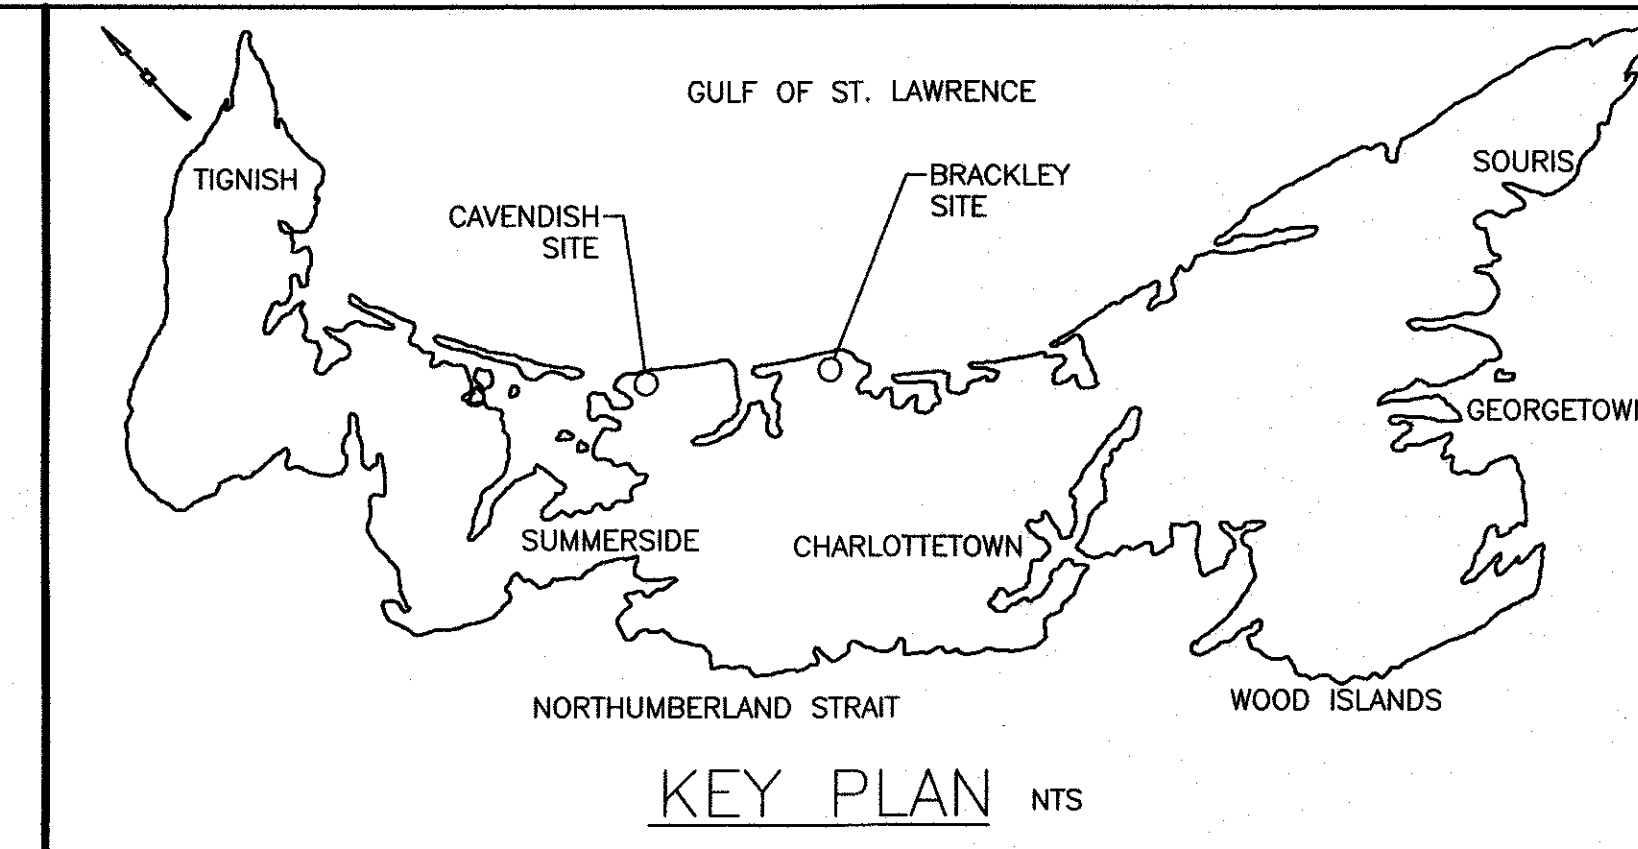 GULF OF ST. LAWRENCE
TIGNISH
CAVENDISH
SITE
BRACKLEY
SITE
SOURIS
GEORGETOWN
SUMMERSIDE
CHARLOTTETOWN
NORTHUMBERLAND STRAIT
WOOD ISLANDS
KEY PLAN NTS